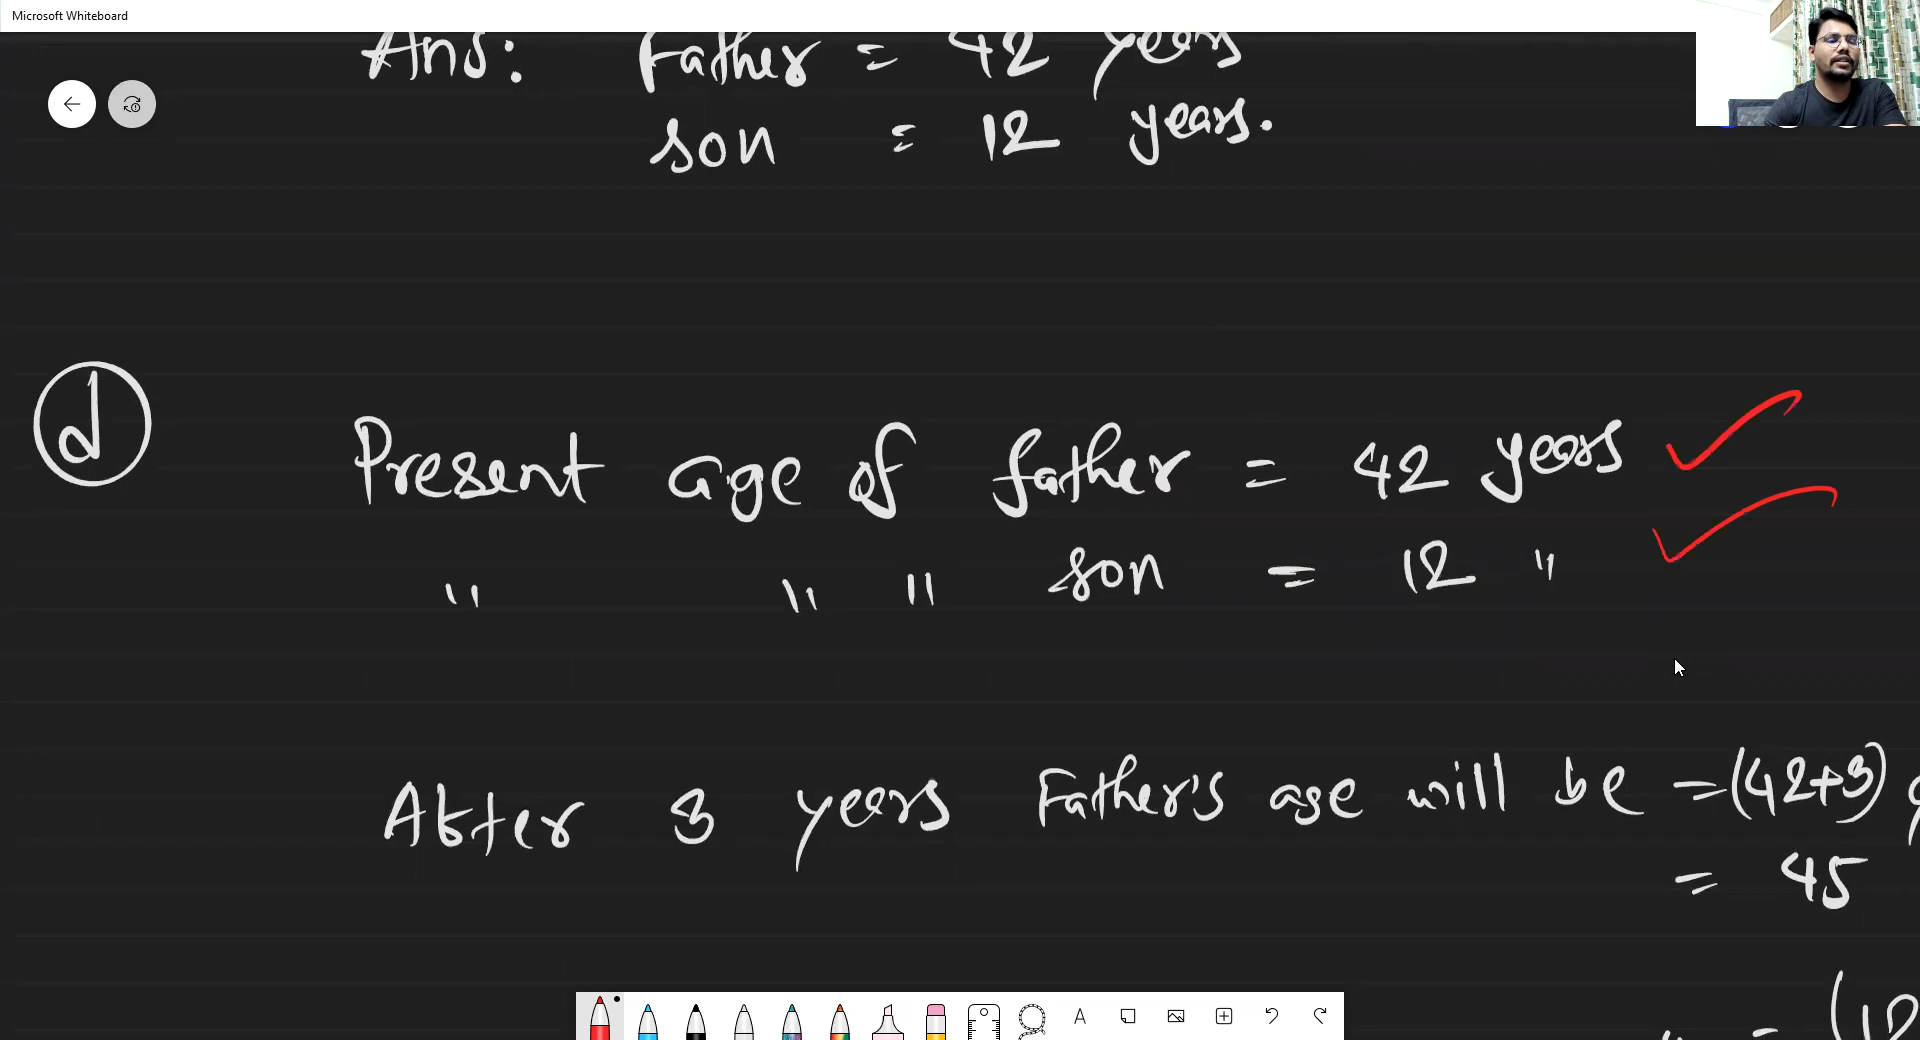 Microsoft Whiteboard
Ans: Father = 42 years
son = 12 years.
d
Present age of father = 42 years
" " " son = 12 "
After 3 years Father's age will be = (42+3)
= 45
= (12